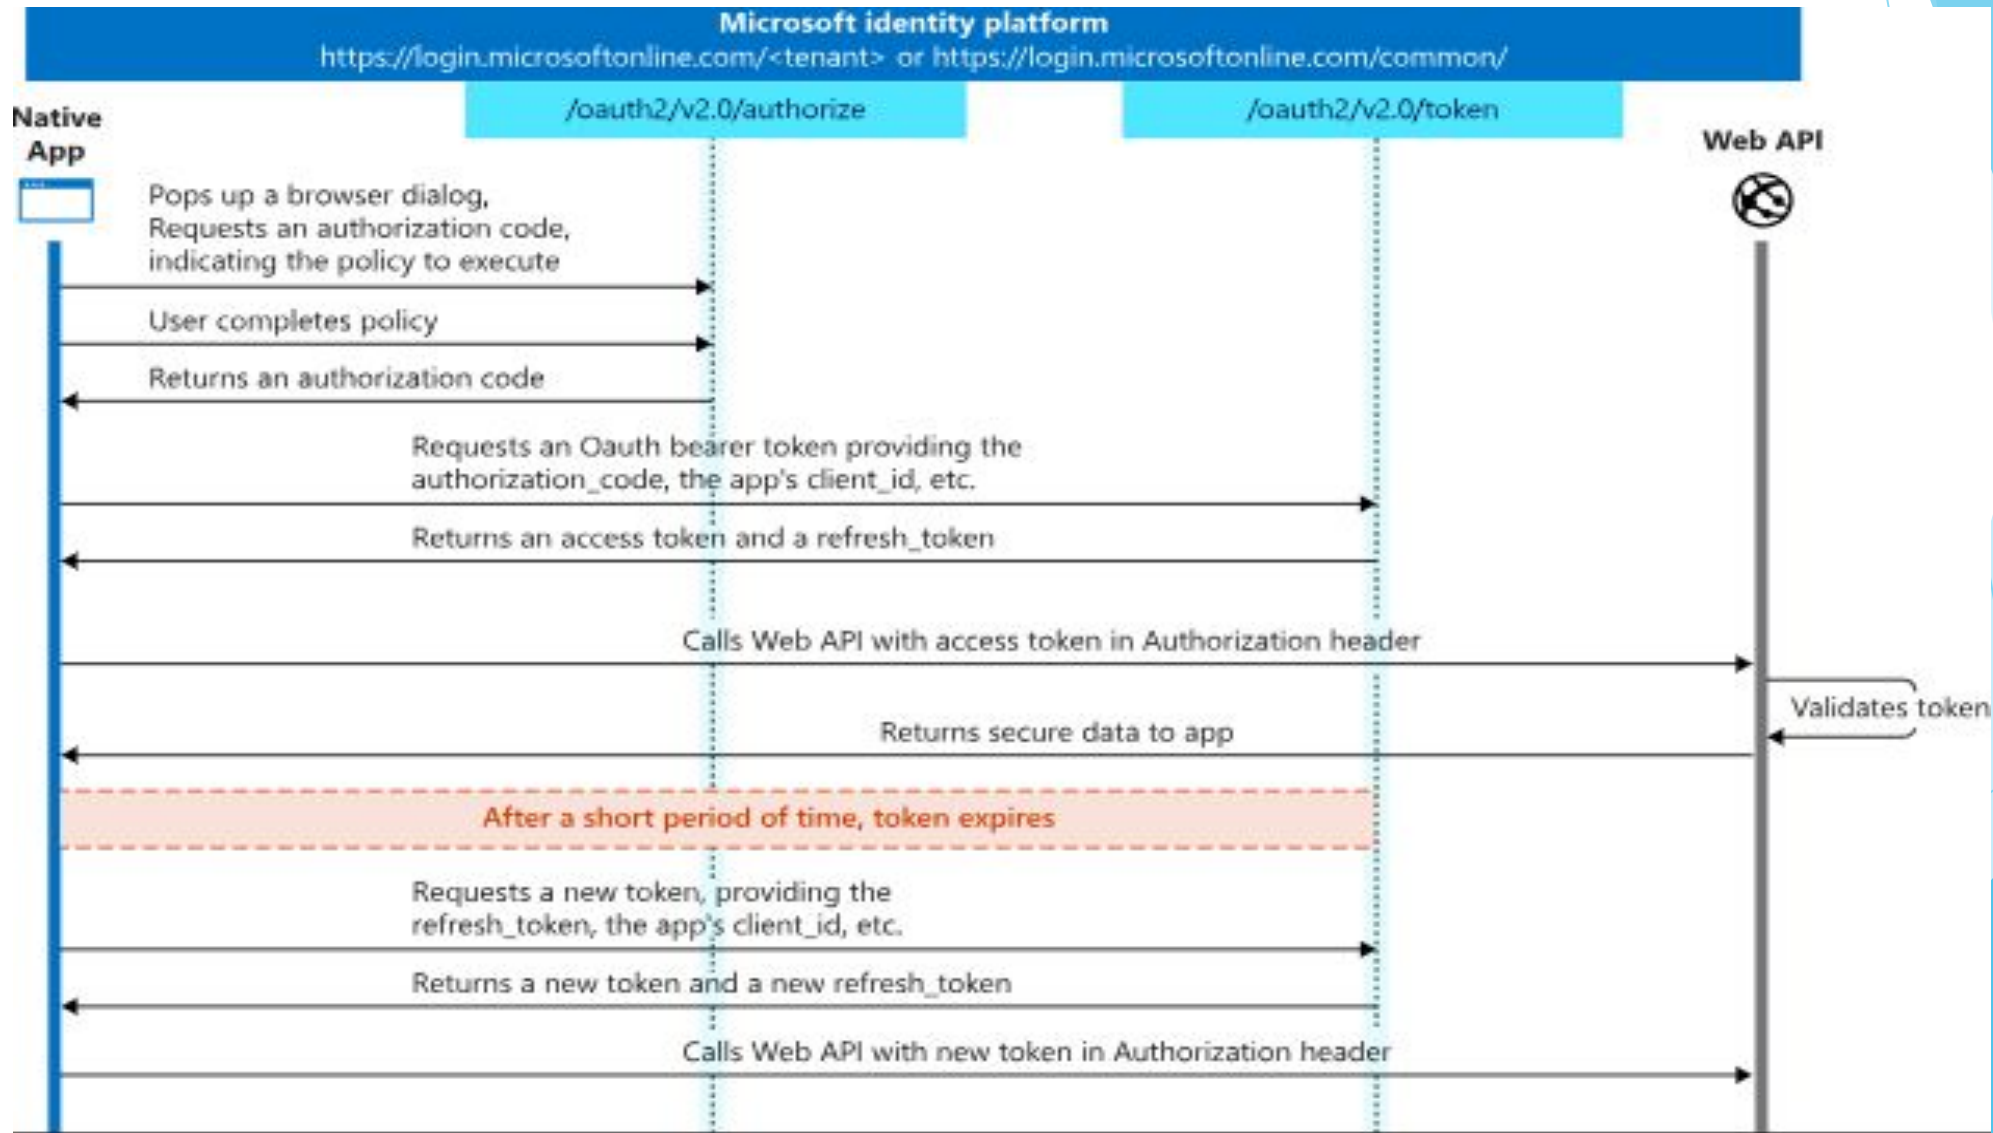 Microsoft identity platform
https://login.microsoftonline.com/<tenant> or https://login.microsoftonline.com/common/
/oauth2/v2.0/authorize
/oauth2/v2.0/token
Native
App
Web API
Pops up a browser dialog,
Requests an authorization code,
indicating the policy to execute
User completes policy
Returns an authorization code
Requests an Oauth bearer token providing the
authorization_code, the app's client_id, etc.
Returns an access token and a refresh_token
Calls Web API with access token in Authorization header
Validates token
Returns secure data to app
After a short period of time, token expires
Requests a new token, providing the
refresh_token, the app's client_id, etc.
Returns a new token and a new refresh_token
Calls Web API with new token in Authorization header